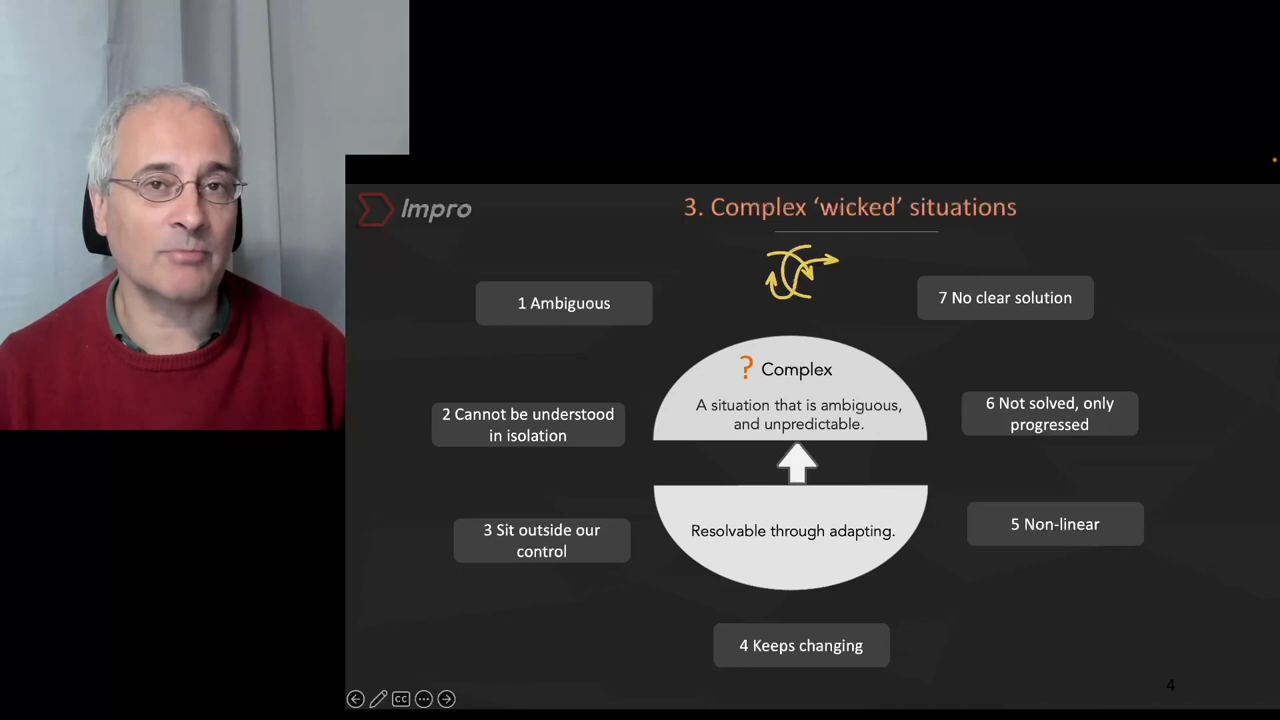 Impro
3. Complex ‘wicked’ situations
1 Ambiguous
7 No clear solution
? Complex
A situation that is ambiguous,
and unpredictable.
2 Cannot be understood
in isolation
6 Not solved, only
progressed
3 Sit outside our
control
Resolvable through adapting.
5 Non-linear
4 Keeps changing
4
CC